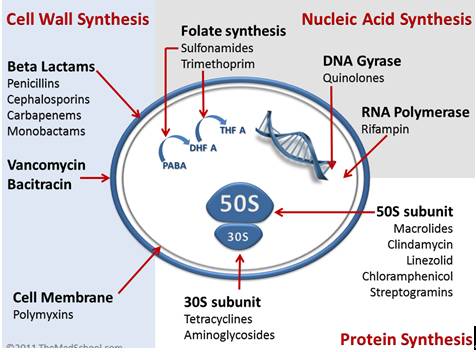 Cell Wall Synthesis
Beta Lactams
Penicillins
Cephalosporins
Carbapenems
Monobactams
Vancomycin
Bacitracin
Cell Membrane
Polymyxins
Folate synthesis
Sulfonamides
Trimethoprim
PABA
DHF A
THF A
Nucleic Acid Synthesis
DNA Gyrase
Quinolones
RNA Polymerase
Rifampin
50S
30S
50S subunit
Macrolides
Clindamycin
Linezolid
Chloramphenicol
Streptogramins
30S subunit
Tetracyclines
Aminoglycosides
Protein Synthesis
©2011 TheMedSchool.com